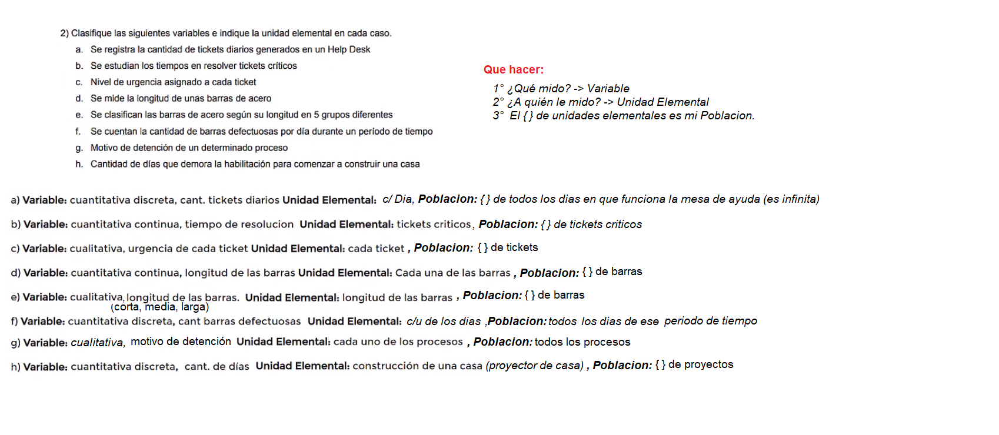 2) Clasifique las siguientes variables e indique la unidad elemental en cada caso.
a. Se registra la cantidad de tickets diarios generados en un Help Desk
b. Se estudian los tiempos en resolver tickets críticos
c. Nivel de urgencia asignado a cada ticket
d. Se mide la longitud de unas barras de acero
e. Se clasifican las barras de acero según su longitud en 5 grupos diferentes
f. Se cuentan la cantidad de barras defectuosas por día durante un período de tiempo
g. Motivo de detención de un determinado proceso
h. Cantidad de días que demora la habilitación para comenzar a construir una casa
Que hacer:
1° ¿Qué mido? -> Variable
2° ¿A quién le mido? -> Unidad Elemental
3° El { } de unidades elementales es mi Poblacion.
a) Variable: cuantitativa discreta, cant. tickets diarios Unidad Elemental: c/ Dia, Poblacion: { } de todos los dias en que funciona la mesa de ayuda (es infinita)
b) Variable: cuantitativa continua, tiempo de resolucion Unidad Elemental: tickets criticos, Poblacion: { } de tickets criticos
c) Variable: cualitativa, urgencia de cada ticket Unidad Elemental: cada ticket , Poblacion: { } de tickets
d) Variable: cuantitativa continua, longitud de las barras Unidad Elemental: Cada una de las barras , Poblacion: { } de barras
e) Variable: cualitativa, longitud de las barras. Unidad Elemental: longitud de las barras , Poblacion: { } de barras
(corta, media, larga)
f) Variable: cuantitativa discreta, cant barras defectuosas Unidad Elemental: c/u de los dias ,Poblacion: todos los dias de ese periodo de tiempo
g) Variable: cualitativa, motivo de detención Unidad Elemental: cada uno de los procesos , Poblacion: todos los procesos
h) Variable: cuantitativa discreta, cant. de días Unidad Elemental: construcción de una casa (proyector de casa) , Poblacion: { } de proyectos